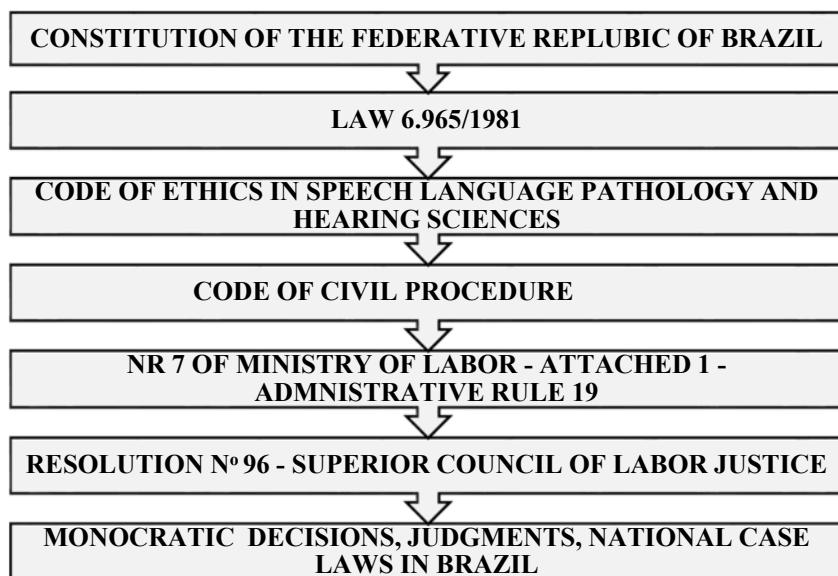 CONSTITUTION OF THE FEDERATIVE REPLUBIC OF BRAZIL
LAW 6.965/1981
CODE OF ETHICS IN SPEECH LANGUAGE PATHOLOGY AND
HEARING SCIENCES
CODE OF CIVIL PROCEDURE
NR 7 OF MINISTRY OF LABOR - ATTACHED 1 -
ADMNISTRATIVE RULE 19
RESOLUTION Nº 96 - SUPERIOR COUNCIL OF LABOR JUSTICE
MONOCRATIC DECISIONS, JUDGMENTS, NATIONAL CASE
LAWS IN BRAZIL